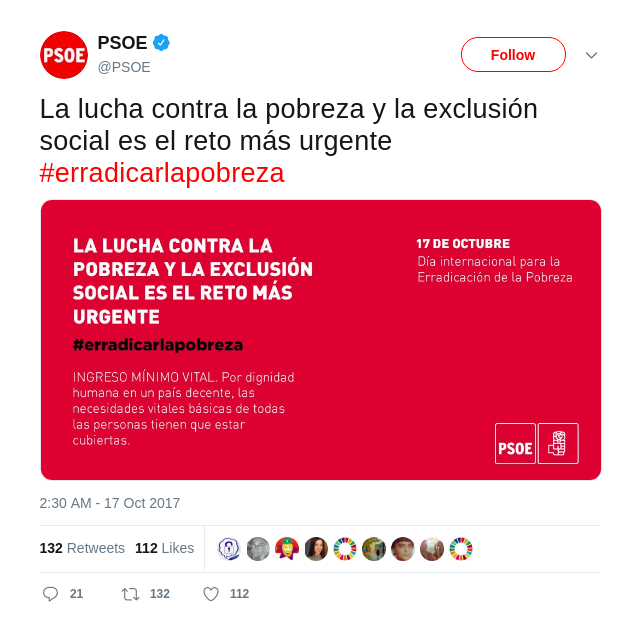 PSOE
PSOE
@PSOE
Follow
La lucha contra la pobreza y la exclusión
social es el reto más urgente
#erradicarlapobreza
LA LUCHA CONTRA LA
POBREZA Y LA EXCLUSIÓN
SOCIAL ES EL RETO MÁS
URGENTE
#erradicarlapobreza
INGRESO MÍNIMO VITAL. Por dignidad
humana en un país decente, las
necesidades vitales básicas de todas
las personas tienen que estar
cubiertas.
17 DE OCTUBRE
Día internacional para la
Erradicación de la Pobreza
PSOE
2:30 AM - 17 Oct 2017
132 Retweets 112 Likes
21 132 112